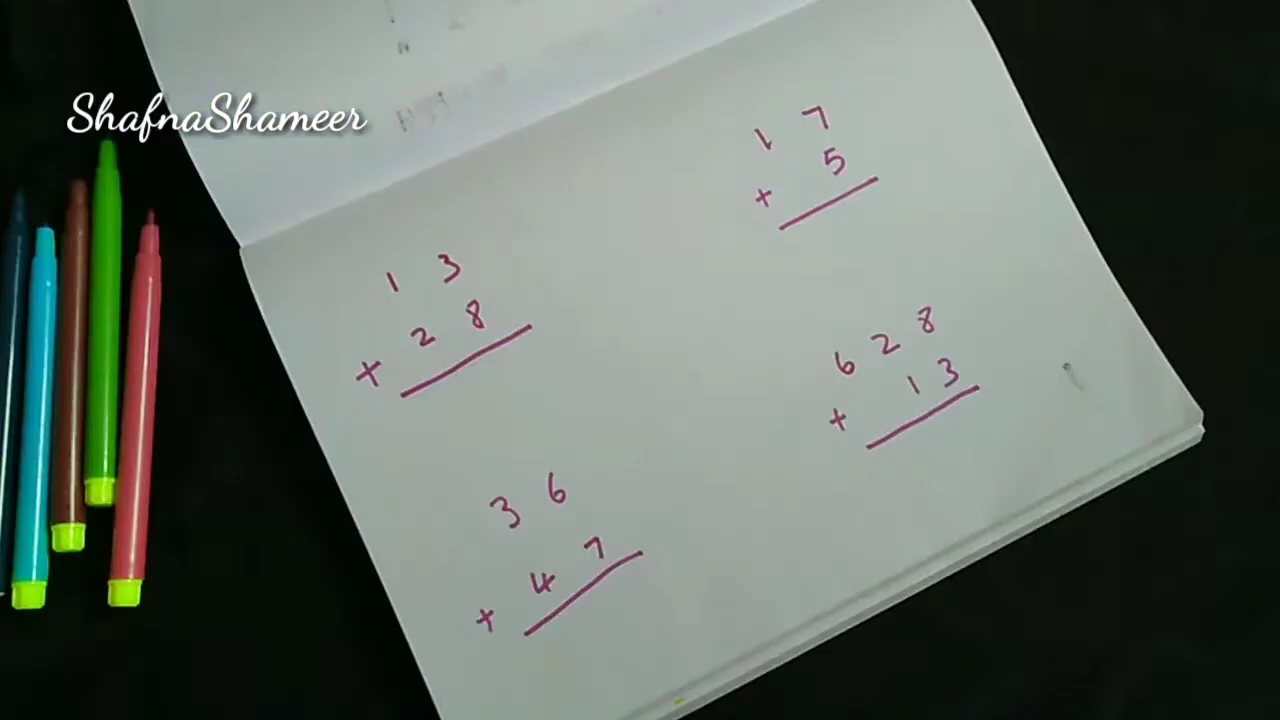 ShafnaShameer
1 3
+ 2 8
1 7
+ 5
3 6
+ 4 7
6 2 8
+ 1 3